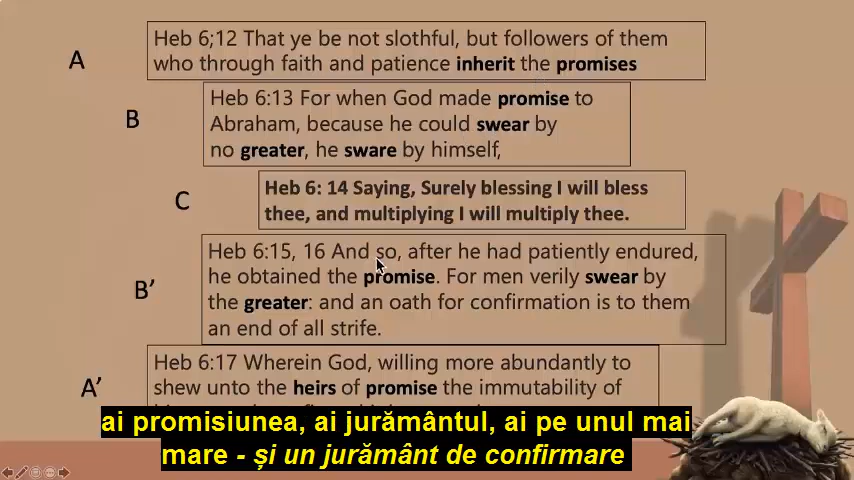 A
Heb 6;12 That ye be not slothful, but followers of them
who through faith and patience inherit the promises
B
Heb 6:13 For when God made promise to
Abraham, because he could swear by
no greater, he sware by himself,
C
Heb 6: 14 Saying, Surely blessing I will bless
thee, and multiplying I will multiply thee.
B’
Heb 6:15, 16 And so, after he had patiently endured,
he obtained the promise. For men verily swear by
the greater: and an oath for confirmation is to them
an end of all strife.
A’
Heb 6:17 Wherein God, willing more abundantly to
shew unto the heirs of promise the immutability of
ai promisiunea, ai jurământul, ai pe unul mai
mare - și un jurământ de confirmare